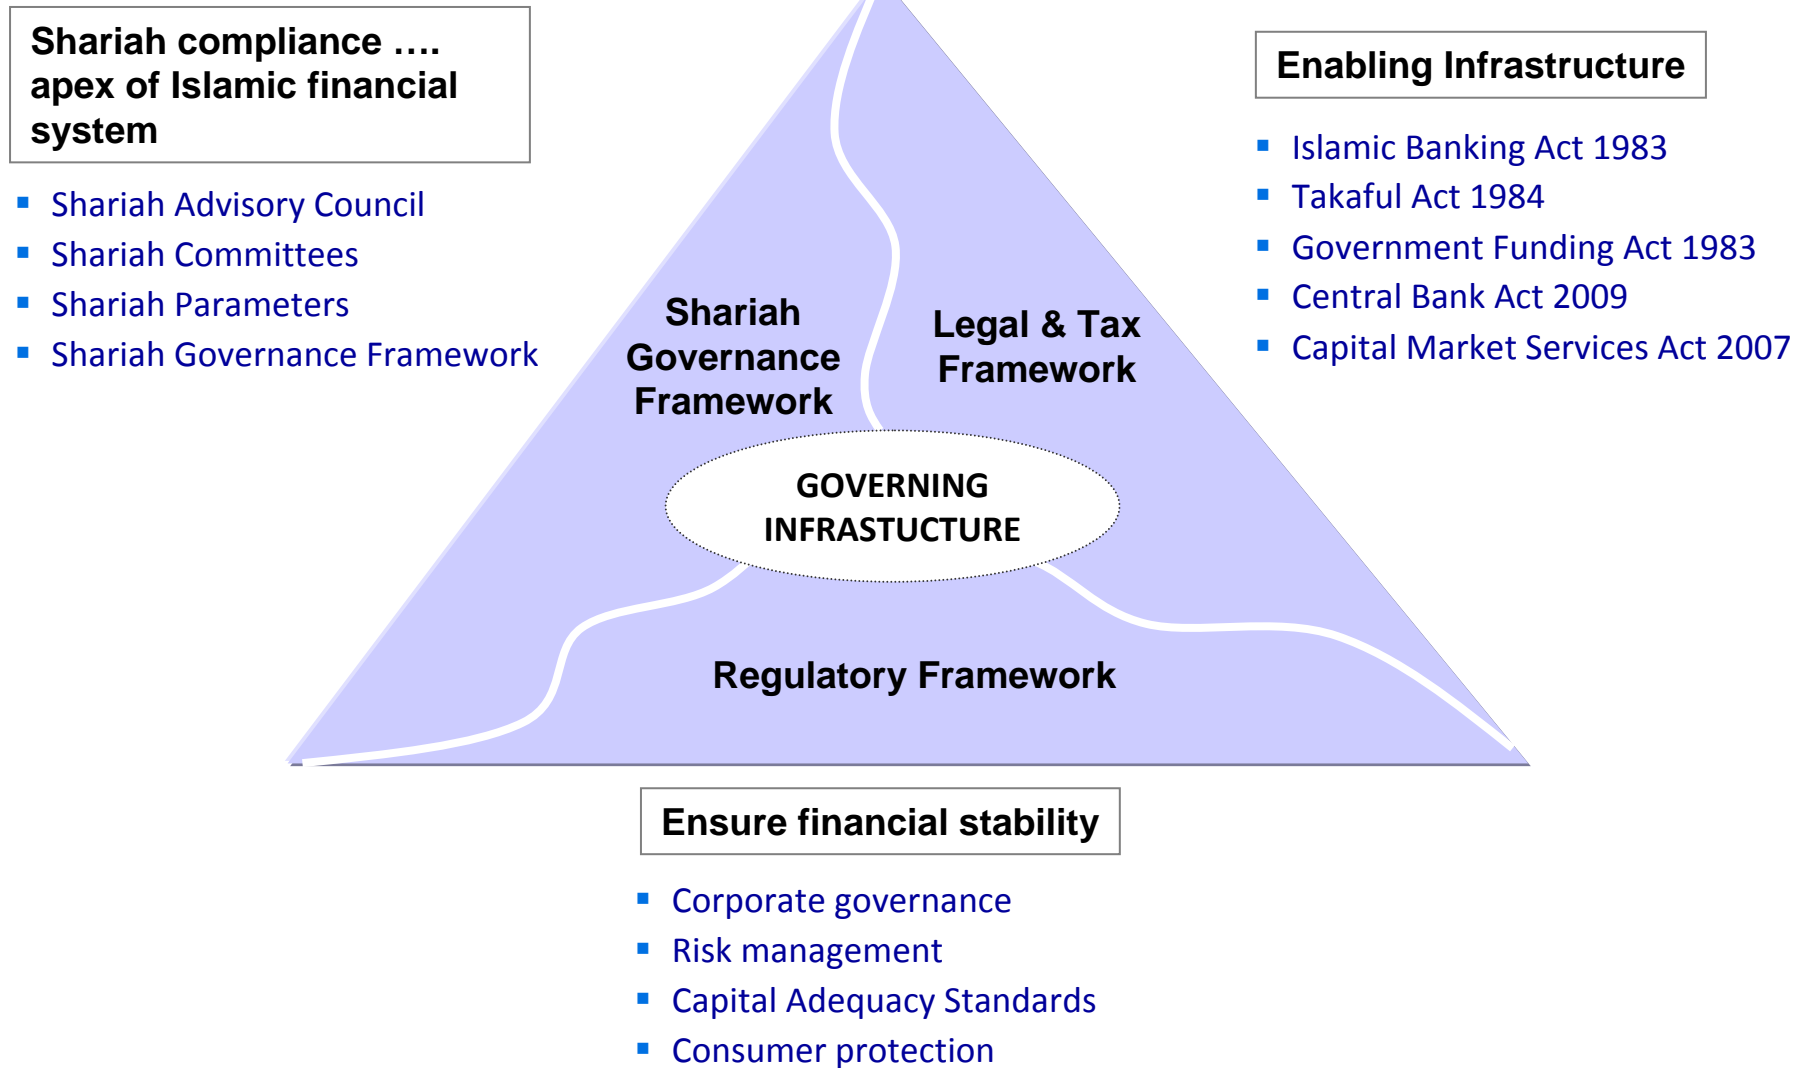 Shariah compliance ....
apex of Islamic financial
system
Shariah Advisory Council
Shariah Committees
Shariah Parameters
Shariah Governance Framework
Enabling Infrastructure
Islamic Banking Act 1983
Takaful Act 1984
Government Funding Act 1983
Central Bank Act 2009
Capital Market Services Act 2007
Shariah
Governance
Framework
Legal & Tax
Framework
GOVERNING
INFRASTUCTURE
Regulatory Framework
Ensure financial stability
Corporate governance
Risk management
Capital Adequacy Standards
Consumer protection